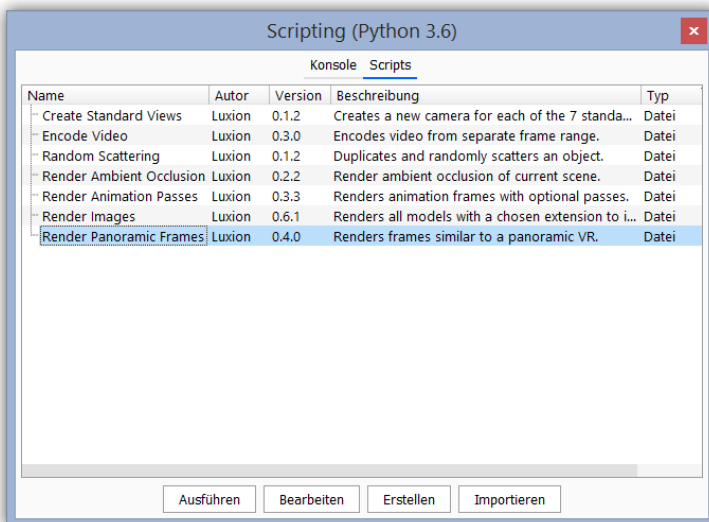 Scripting (Python 3.6)
Konsole Scripts
Name Autor Version Beschreibung Typ
Create Standard Views Luxion 0.1.2 Creates a new camera for each of the 7 standa... Datei
Encode Video Luxion 0.3.0 Encodes video from separate frame range. Datei
Random Scattering Luxion 0.1.2 Duplicates and randomly scatters an object. Datei
Render Ambient Occlusion Luxion 0.2.2 Render ambient occlusion of current scene. Datei
Render Animation Passes Luxion 0.3.3 Renders animation frames with optional passes. Datei
Render Images Luxion 0.6.1 Renders all models with a chosen extension to i... Datei
Render Panoramic Frames Luxion 0.4.0 Renders frames similar to a panoramic VR. Datei
Ausführen Bearbeiten Erstellen Importieren